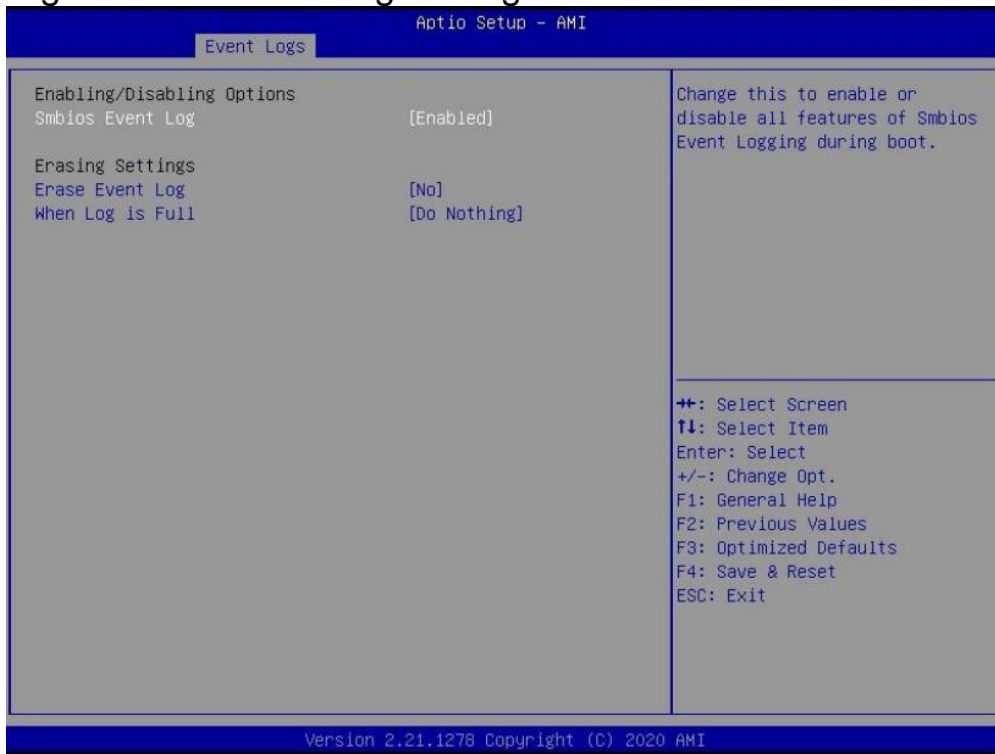 Aptio Setup - AMI
Event Logs
Enabling/Disabling Options
Smbios Event Log [Enabled]
Erasing Settings
Erase Event Log [No]
When Log is Full [Do Nothing]
Change this to enable or
disable all features of Smbios
Event Logging during boot.
→←: Select Screen
↑↓: Select Item
Enter: Select
+/-: Change Opt.
F1: General Help
F2: Previous Values
F3: Optimized Defaults
F4: Save & Reset
ESC: Exit
Version 2.21.1278 Copyright (C) 2020 AMI